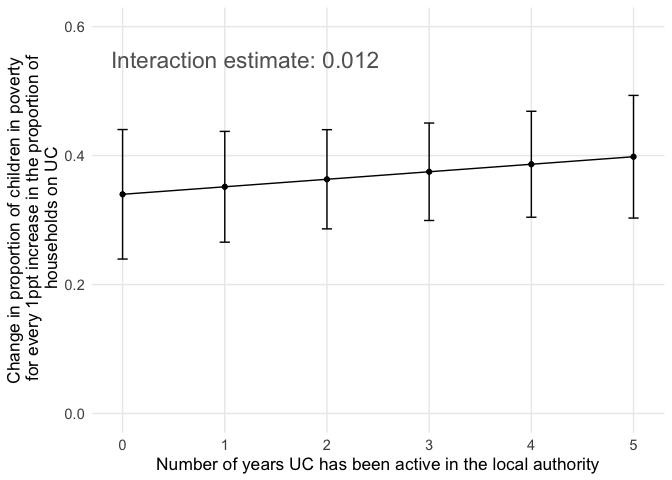 Change in proportion of children in poverty
for every 1ppt increase in the proportion of
households on UC
0.6
0.4
0.2
0.0
Interaction estimate: 0.012
0 1 2 3 4 5
Number of years UC has been active in the local authority